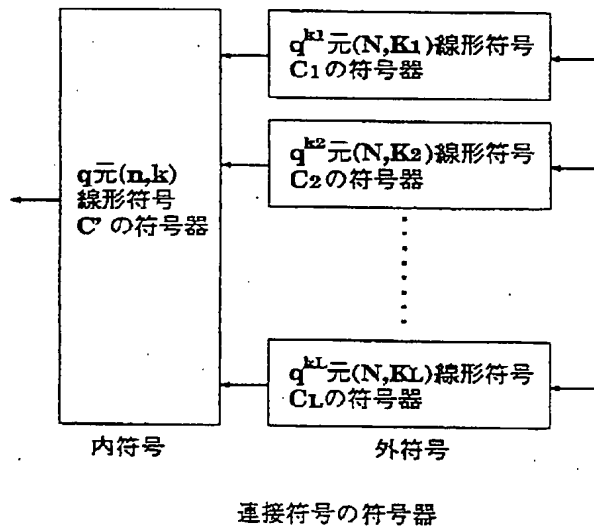 q^k1元(N,K1)線形符号
C1の符号器
q^k2元(N,K2)線形符号
C2の符号器
q元(n,k)
線形符号
C'の符号器
q^kL元(N,KL)線形符号
CLの符号器
内符号
外符号
連接符号の符号器